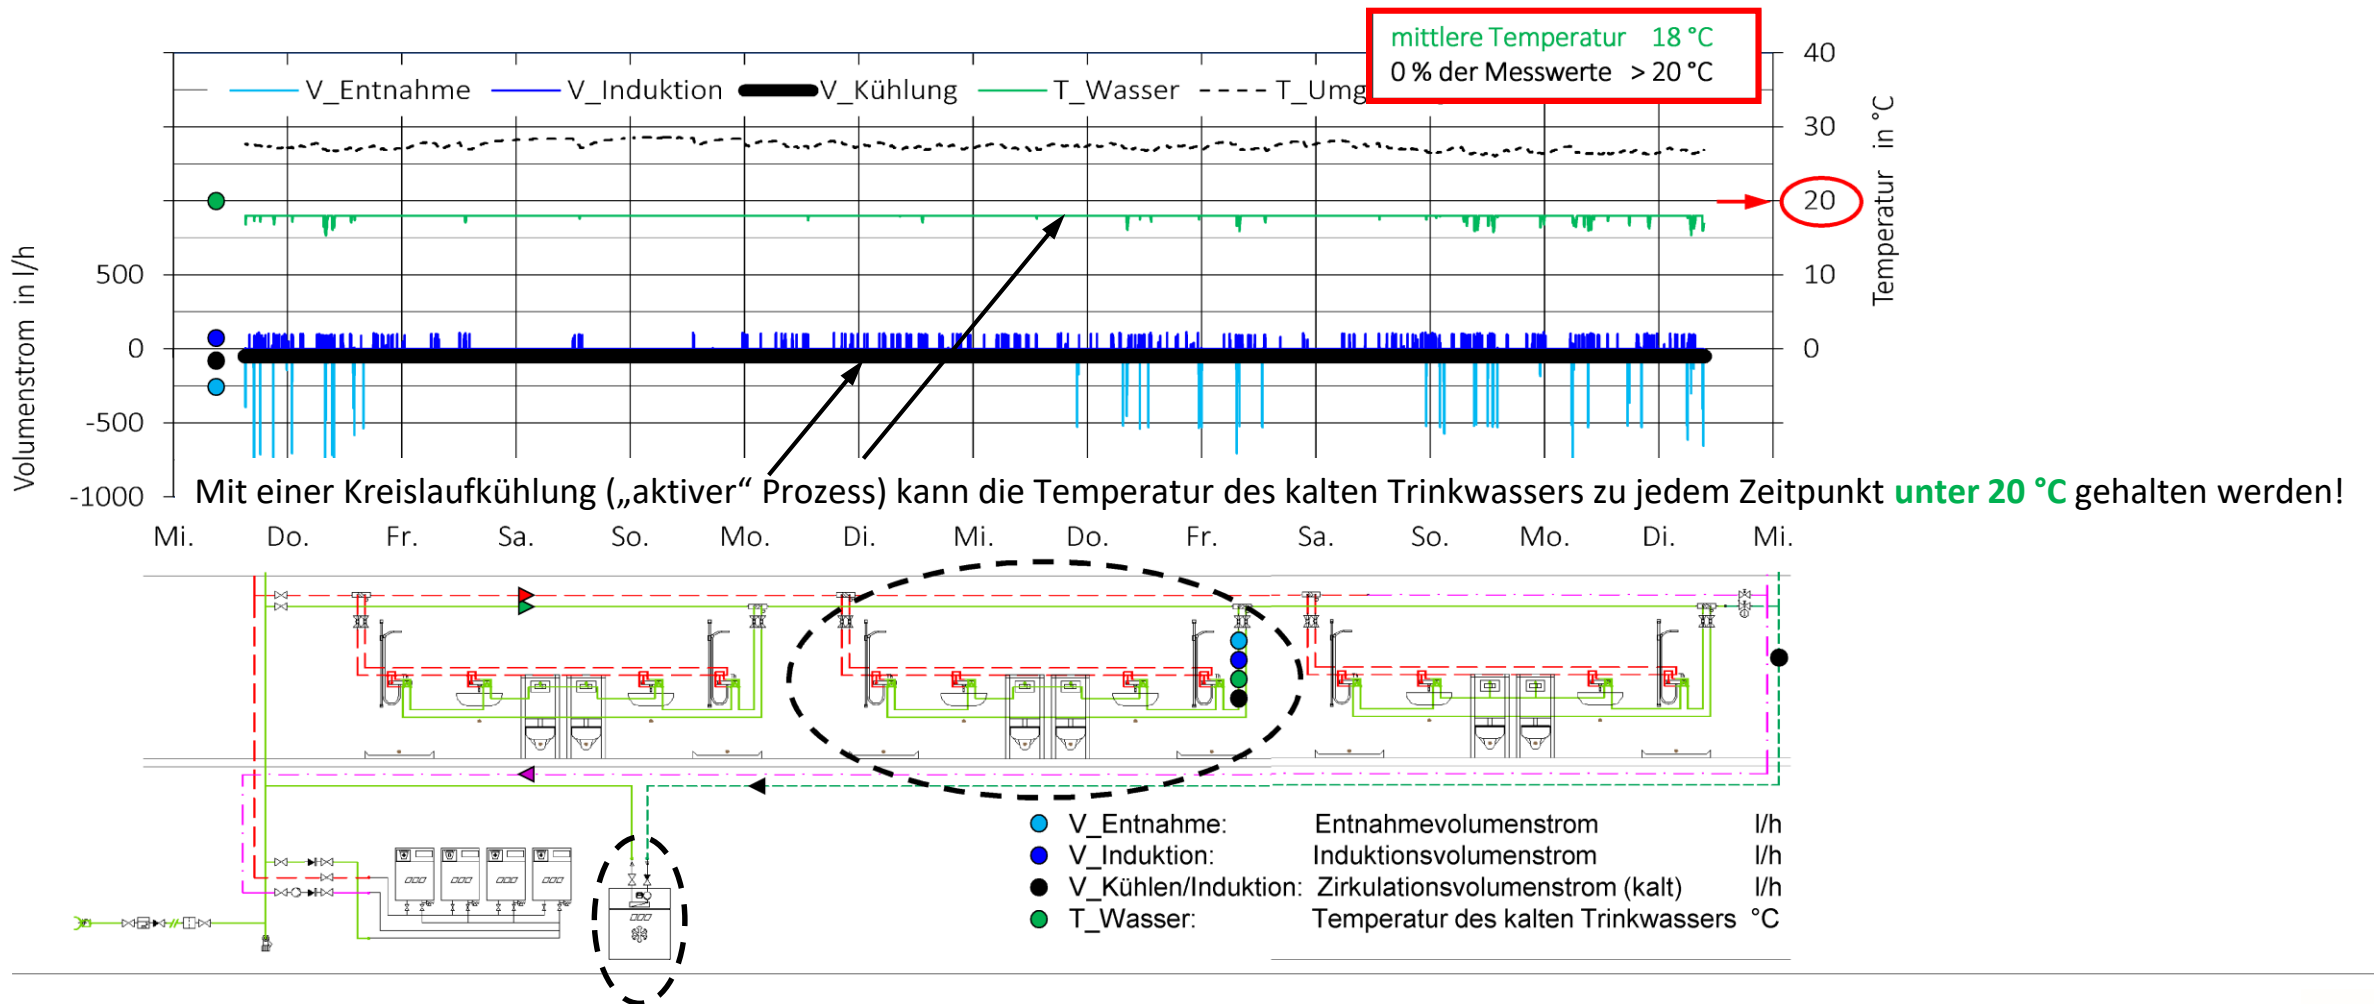 mittlere Temperatur 18 °C
0 % der Messwerte > 20 °C
V_Entnahme V_Induktion V_Kühlung T_Wasser T_Umg
Volumenstrom in l/h
500
0
-500
-1000
40
30
20
10
0
Temperatur in °C
Mit einer Kreislaufkühlung („aktiver“ Prozess) kann die Temperatur des kalten Trinkwassers zu jedem Zeitpunkt unter 20 °C gehalten werden!
Mi. Do. Fr. Sa. So. Mo. Di. Mi. Do. Fr. Sa. So. Mo. Di. Mi.
V_Entnahme: Entnahmevolumenstrom l/h
V_Induktion: Induktionsvolumenstrom l/h
V_Kühlen/Induktion: Zirkulationsvolumenstrom (kalt) l/h
T_Wasser: Temperatur des kalten Trinkwassers °C